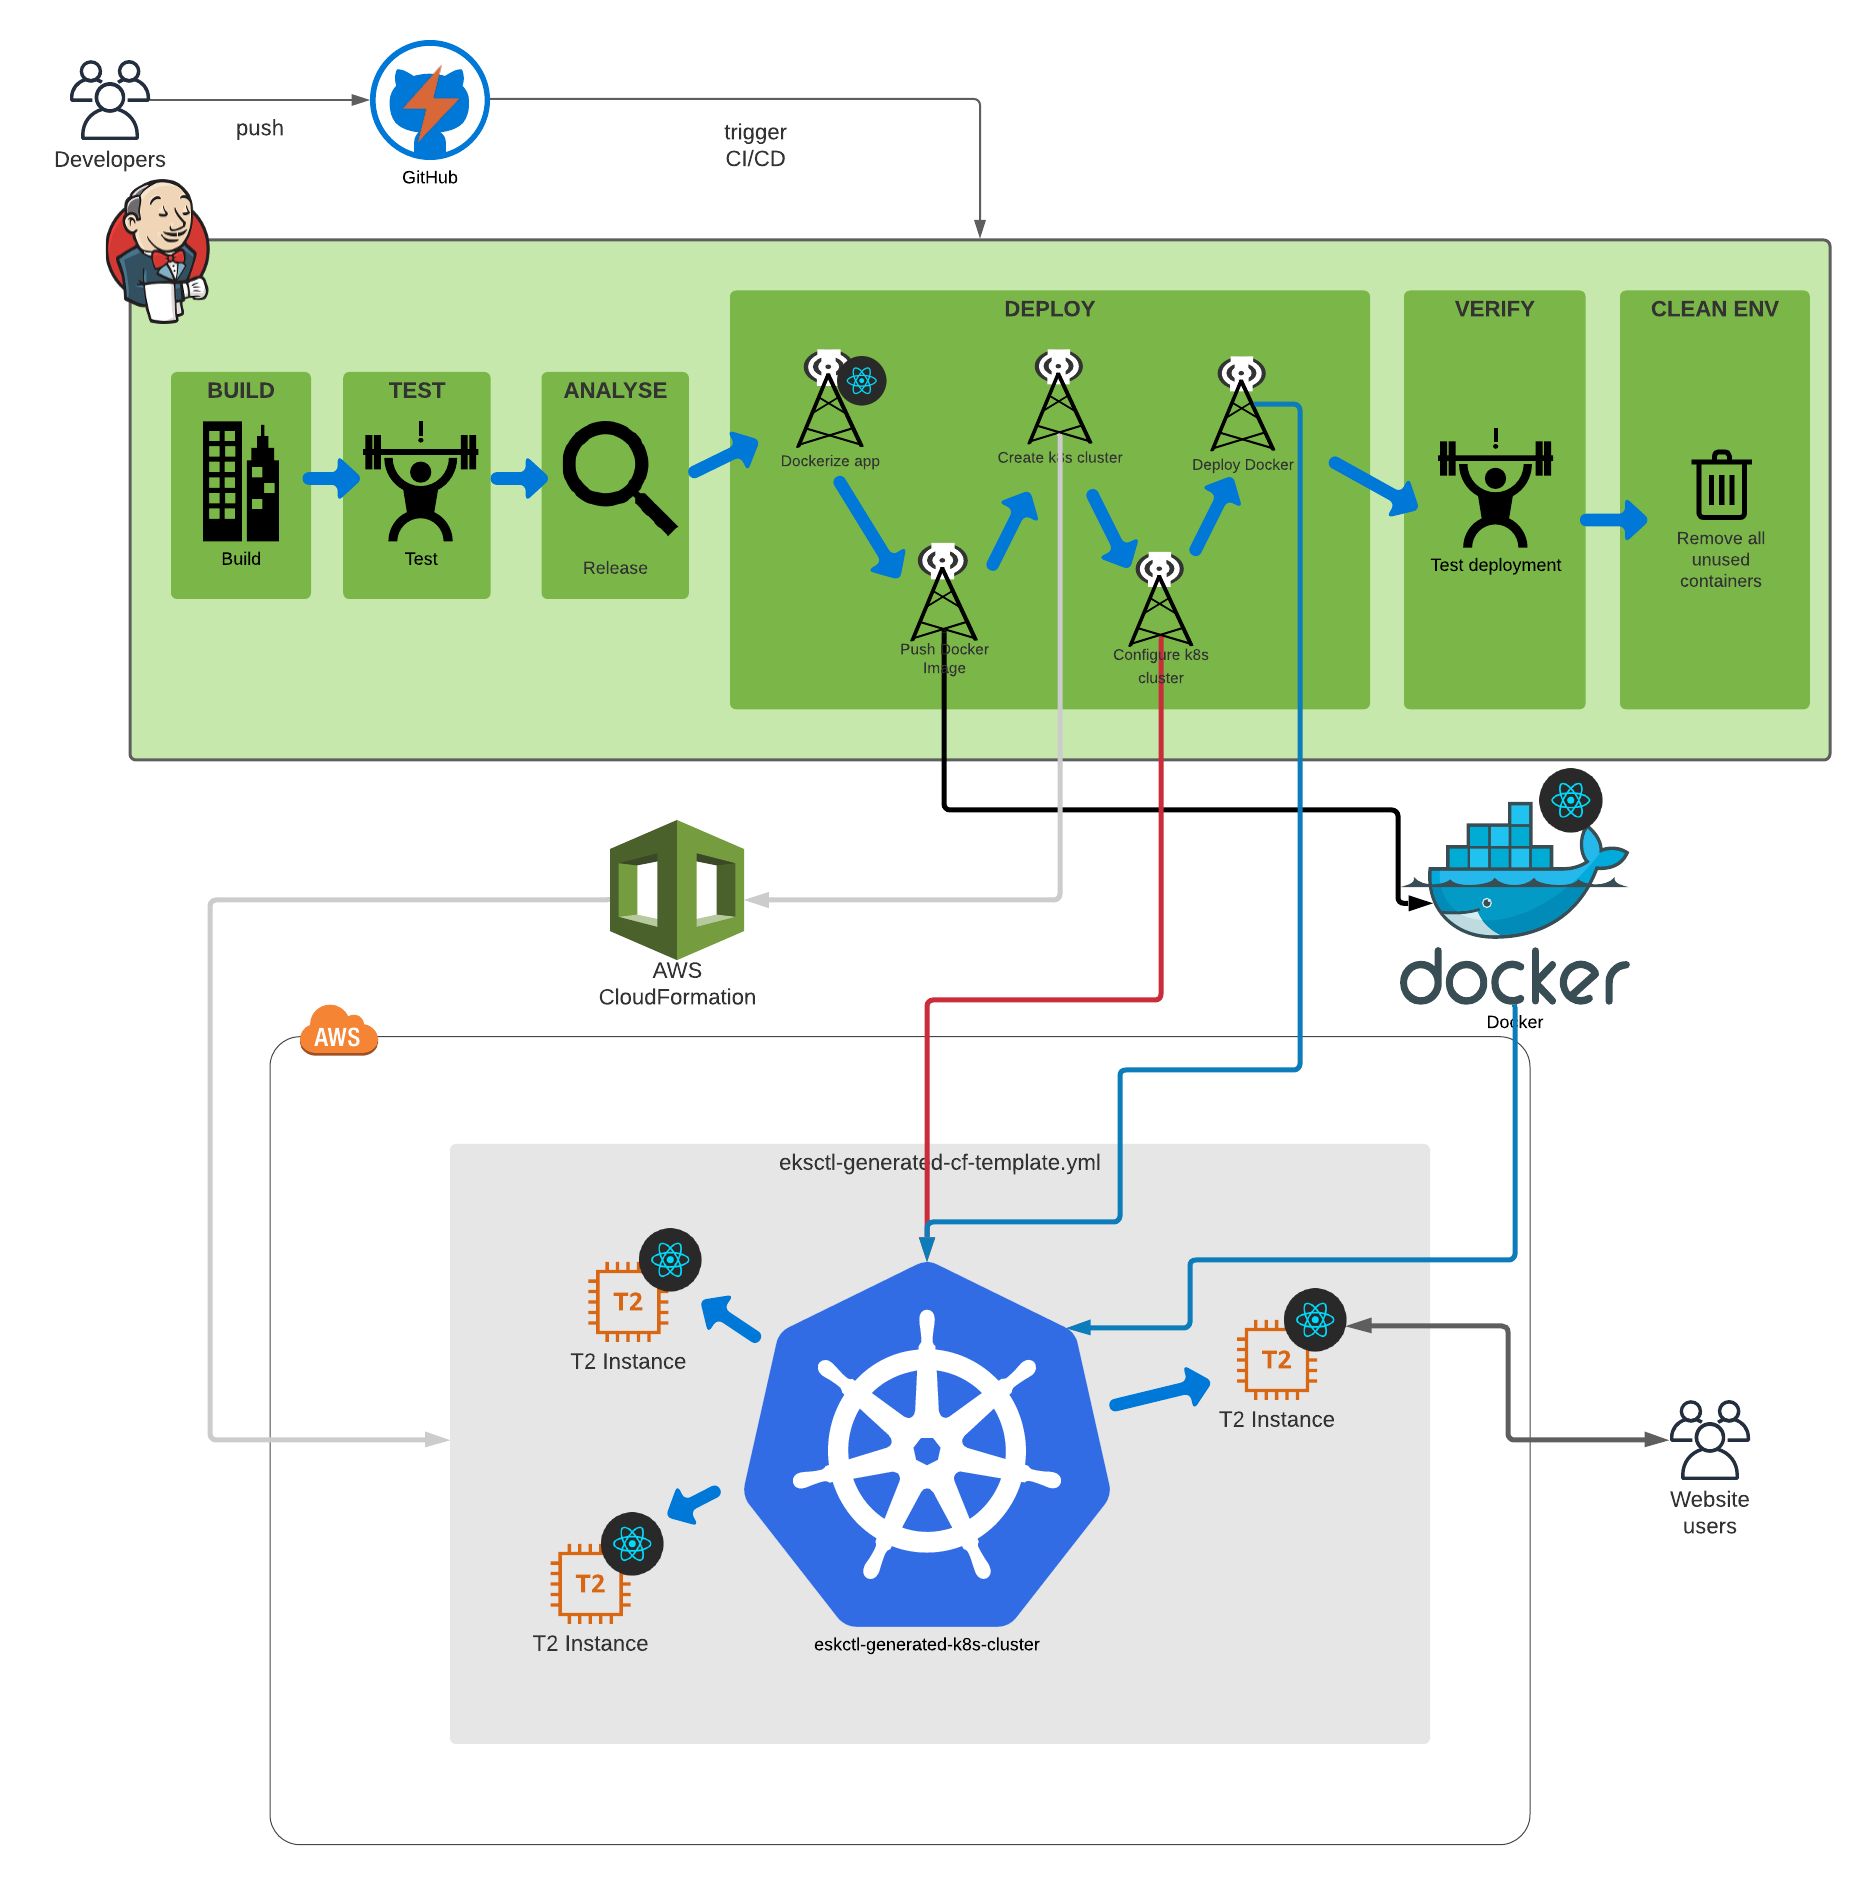 Developers
push
GitHub
trigger
CI/CD
BUILD
Build
TEST
Test
ANALYSE
Release
DEPLOY
Dockerize app
Push Docker
Image
Create k8s cluster
Configure k8s
cluster
Deploy Docker
VERIFY
Test deployment
CLEAN ENV
Remove all
unused
containers
AWS
CloudFormation
docker
Docker
AWS
eksctl-generated-cf-template.yml
T2
T2 Instance
T2
T2 Instance
T2
T2 Instance
eskctl-generated-k8s-cluster
Website
users